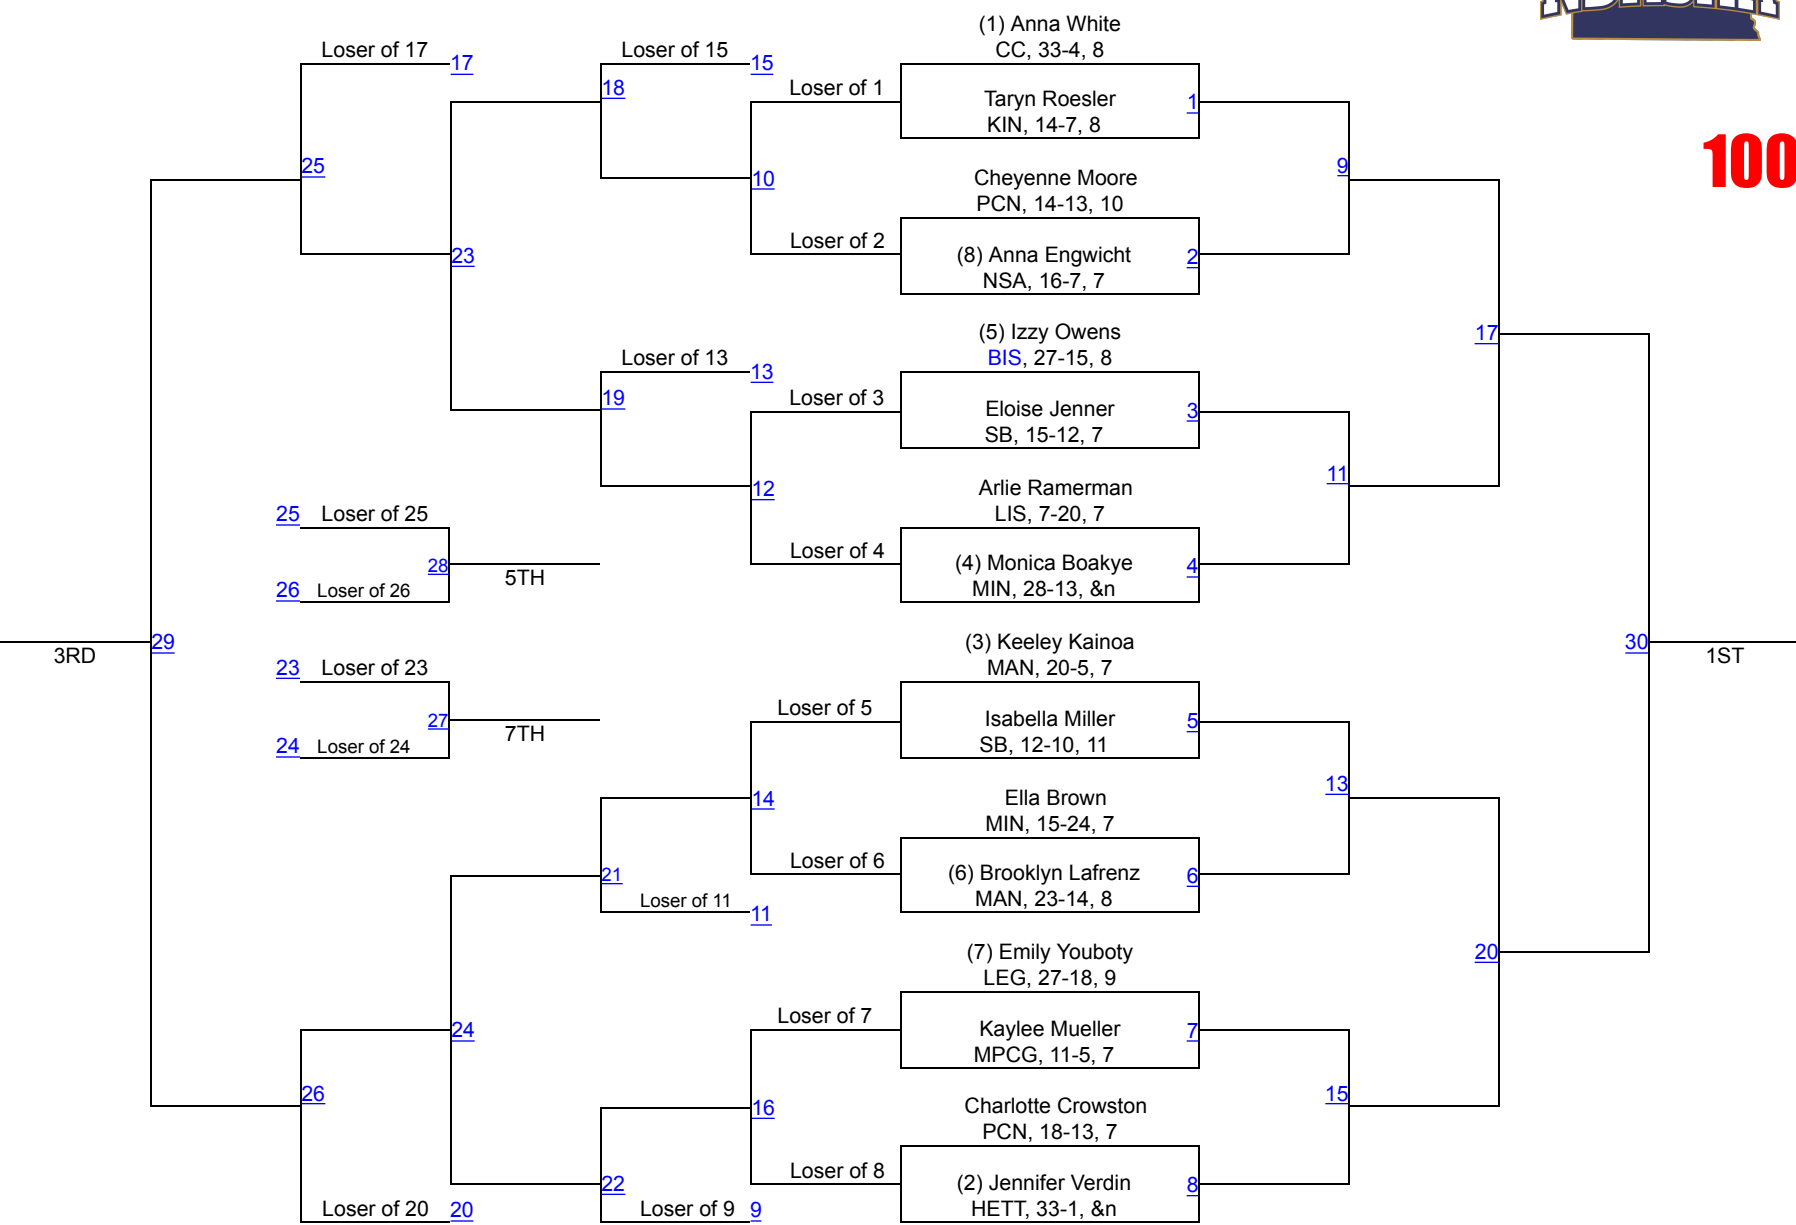 NDHSAA
(1) Anna White
Loser of 17
17
Loser of 15
15
CC, 33-4, 8
18
Loser of 1
Taryn Roesler
1
KIN, 14-7, 8
100
25
9
10
Cheyenne Moore
PCN, 14-13, 10
23
Loser of 2
(8) Anna Engwicht
2
NSA, 16-7, 7
(5) Izzy Owens
17
Loser of 13
13
BIS, 27-15, 8
19
Loser of 3
Eloise Jenner
3
SB, 15-12, 7
11
12
Arlie Ramerman
25
Loser of 25
LIS, 7-20, 7
28
5TH
Loser of 4
(4) Monica Boakye
4
26
Loser of 26
MIN, 28-13, &n
3RD
29
(3) Keeley Kainoa
30
1ST
23
Loser of 23
MAN, 20-5, 7
27
7TH
Loser of 5
Isabella Miller
5
24
Loser of 24
SB, 12-10, 11
13
14
Ella Brown
MIN, 15-24, 7
21
Loser of 6
(6) Brooklyn Lafrenz
6
Loser of 11
11
MAN, 23-14, 8
(7) Emily Youboty
20
LEG, 27-18, 9
24
Loser of 7
Kaylee Mueller
7
MPCG, 11-5, 7
26
15
16
Charlotte Crowston
PCN, 18-13, 7
22
Loser of 8
(2) Jennifer Verdin
8
Loser of 20
20
Loser of 9
9
HETT, 33-1, &n